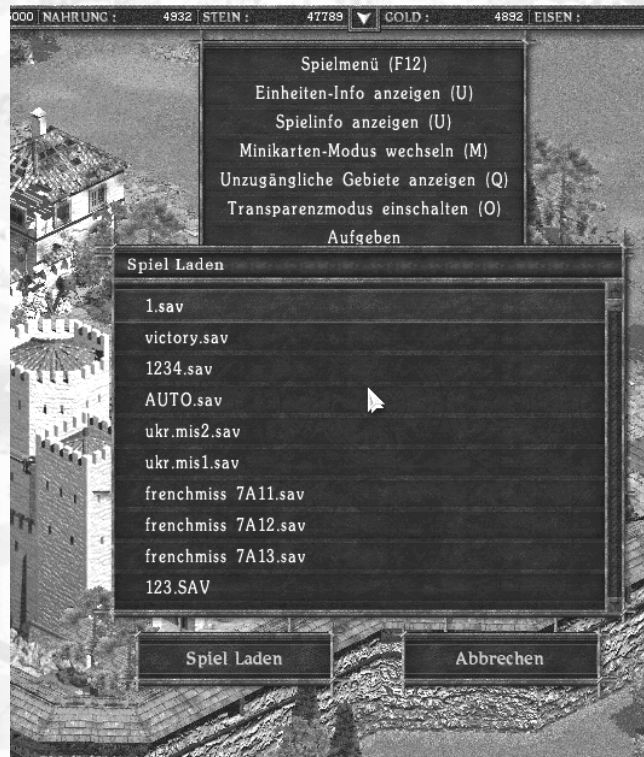 000 NAHRUNG : 4932 STEIN : 47789 GOLD : 4892 EISEN :
Spielmenü (F12)
Einheiten-Info anzeigen (U)
Spielinfo anzeigen (U)
Minikarten-Modus wechseln (M)
Unzugängliche Gebiete anzeigen (Q)
Transparenzmodus einschalten (O)
Aufgeben
Spiel Laden
1.sav
victory.sav
1234.sav
AUTO.sav
ukr.mis2.sav
ukr.mis1.sav
frenchmiss 7A11.sav
frenchmiss 7A12.sav
frenchmiss 7A13.sav
123.SAV
Spiel Laden Abbrechen